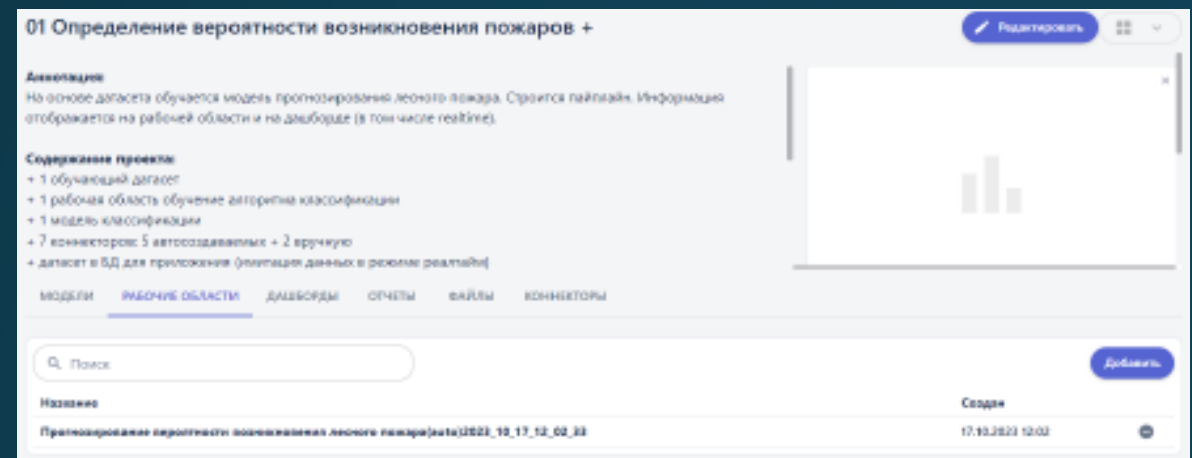 01 Определение вероятности возникновения пожаров +
Редактировать
Аннотация:
На основе датасета обучается модель прогнозирования лесного пожара. Строится пайплайн. Информация
отображается на рабочей области и на дашборде (в том числе realtime).
Содержание проекта:
+ 1 обучающий датасет
+ 1 рабочая область обучение алгоритма классификации
+ 1 модель классификации
+ 7 коннекторов: 5 автосоздаваемых + 2 вручную
+ датасет в БД для приложения (имитация данных в режиме реалтайм)
МОДЕЛИ РАБОЧИЕ ОБЛАСТИ ДАШБОРДЫ ОТЧЕТЫ ФАЙЛЫ КОННЕКТОРЫ
Поиск
Добавить
Название Создан
Прогнозирование вероятности возникновения лесного пожара(auto)2023_10_17_12_02_33 17.10.2023 12:02